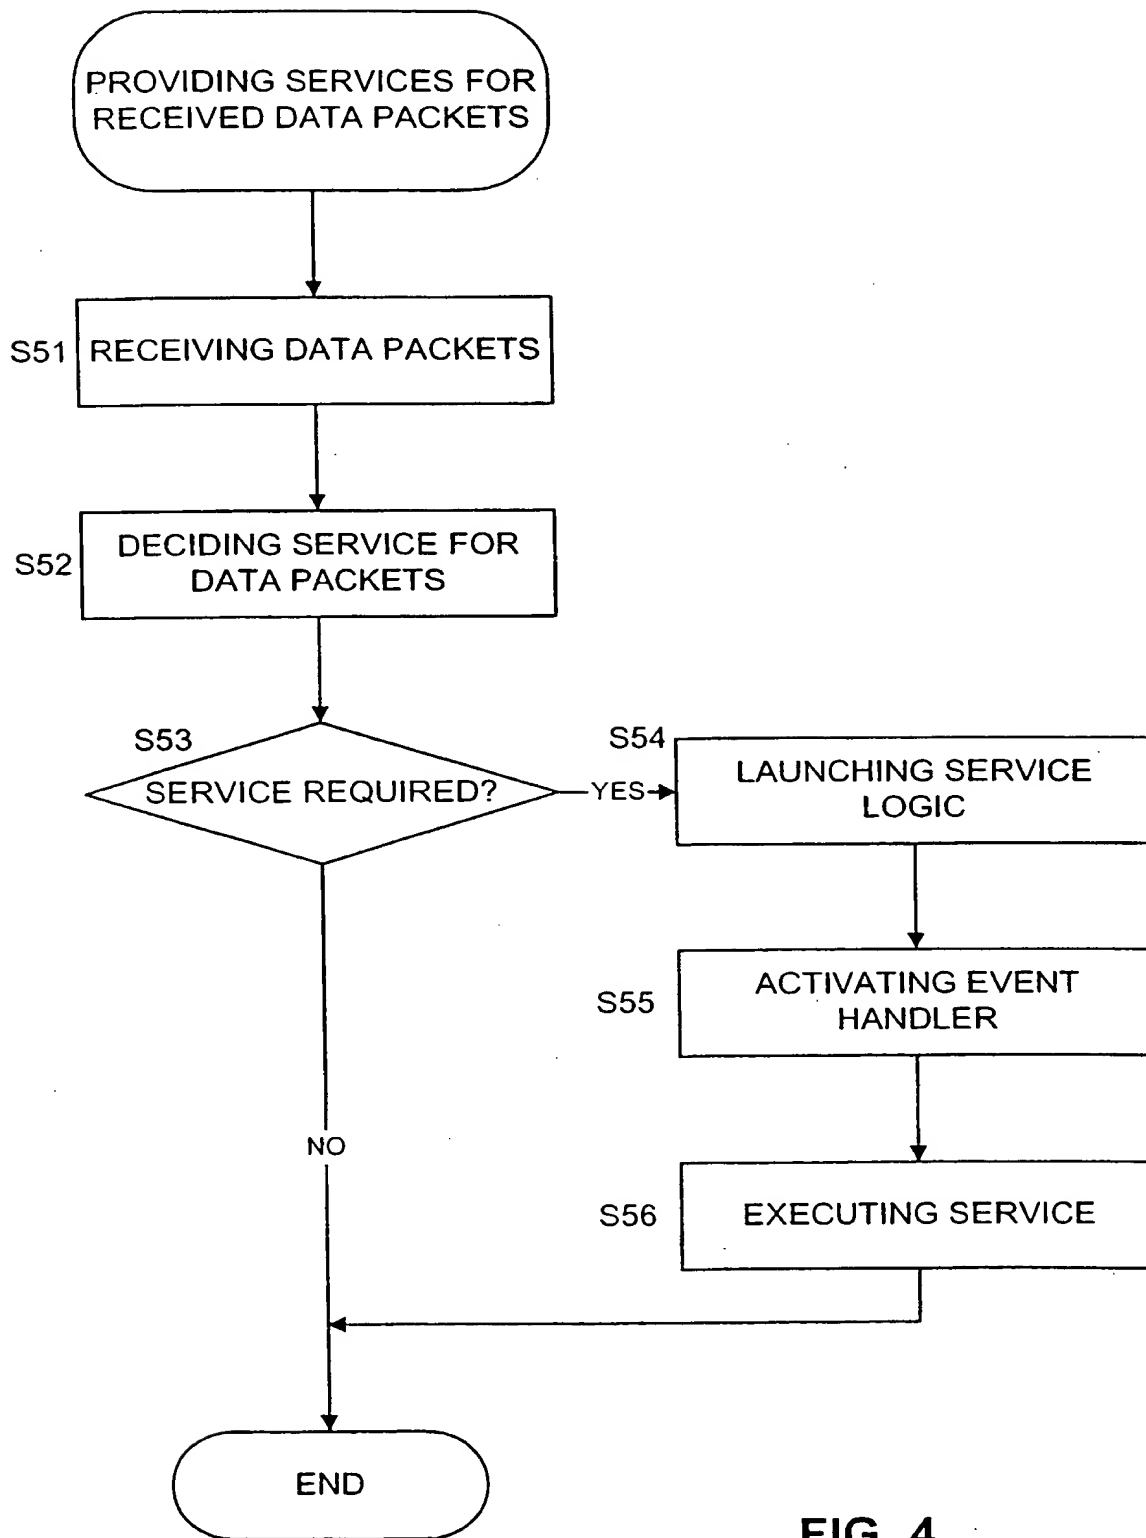 PROVIDING SERVICES FOR
RECEIVED DATA PACKETS
S51
RECEIVING DATA PACKETS
S52
DECIDING SERVICE FOR
DATA PACKETS
S53
SERVICE REQUIRED?
YES
S54
LAUNCHING SERVICE
LOGIC
S55
ACTIVATING EVENT
HANDLER
NO
S56
EXECUTING SERVICE
END
FIG. 4